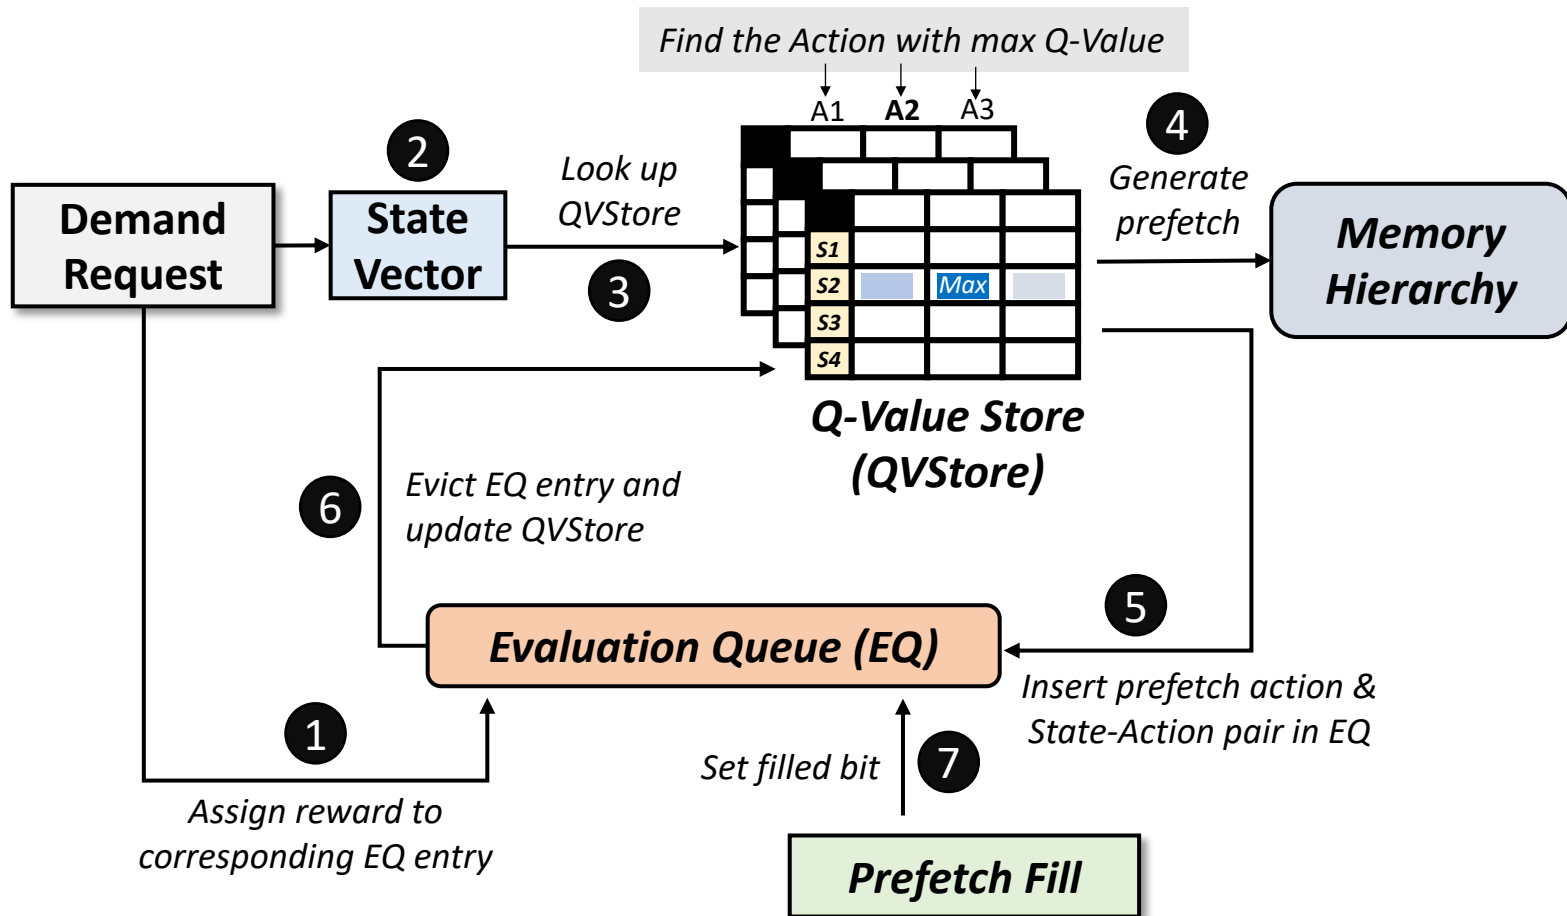 Find the Action with max Q-Value
A1 A2 A3
2
4
Look up
QVStore
Generate
prefetch
Demand
Request
State
Vector
3
S1
S2 Max
S3
S4
Memory
Hierarchy
Q-Value Store
(QVStore)
6
Evict EQ entry and
update QVStore
5
Evaluation Queue (EQ)
Insert prefetch action &
State-Action pair in EQ
1
Assign reward to
corresponding EQ entry
Set filled bit
7
Prefetch Fill